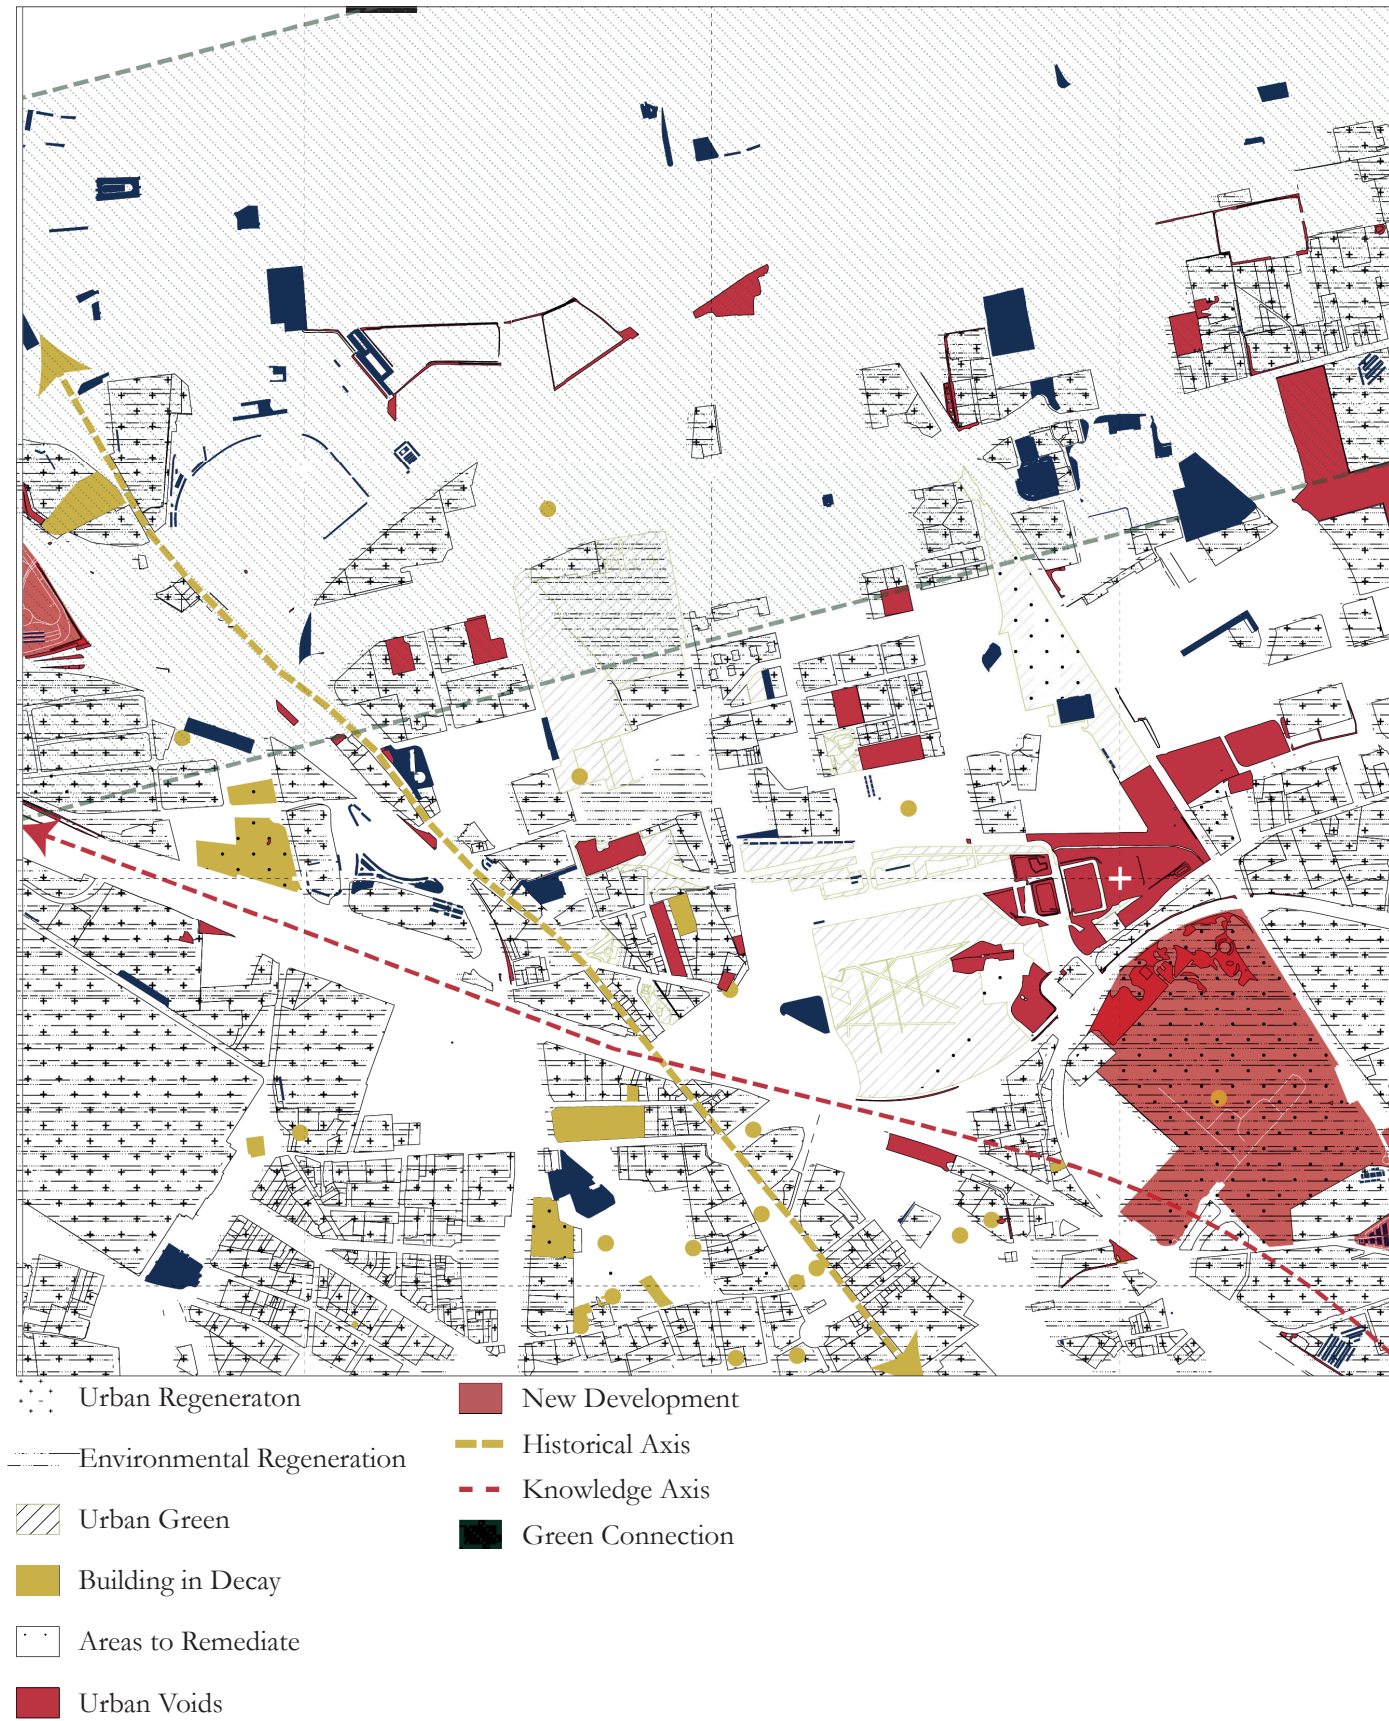 Urban Regeneraton
Environmental Regeneration
Urban Green
Building in Decay
Areas to Remediate
Urban Voids
New Development
Historical Axis
Knowledge Axis
Green Connection